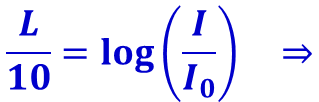 L/10 = log(I/I₀) ⇒